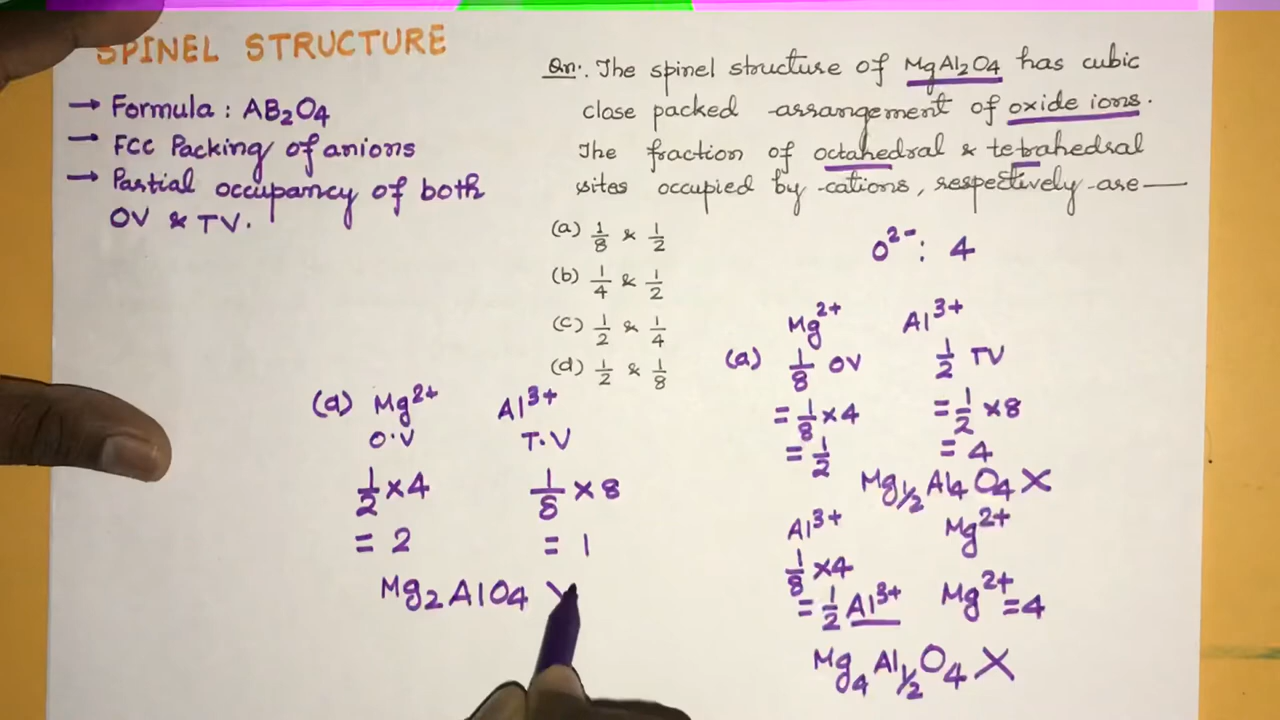 SPINEL STRUCTURE
→ Formula : AB₂O₄
→ FCC Packing of anions
→ Partial occupancy of both
OV & TV.
Qn:. The spinel structure of MgAl₂O₄ has cubic
close packed arrangement of oxide ions.
The fraction of octahedral & tetrahedral
sites occupied by cations, respectively are —
(a) 1/8 & 1/2
(b) 1/4 & 1/2
(c) 1/2 & 1/4
(d) 1/2 & 1/8
O²⁻ : 4
Mg²⁺ Al³⁺
(a) 1/8 OV 1/2 TV
= 1/8 × 4 = 1/2 × 8
= 1/2 = 4
Mg1/2 Al₄ O₄ X
Al³⁺ Mg²⁺
1/8 × 4
= 1/2 Al³⁺ Mg²⁺ = 4
Mg₄ Al1/2 O₄ X
(d) Mg²⁺ Al³⁺
O.V T.V
1/2 × 4 1/8 × 8
= 2 = 1
Mg₂AlO₄ X